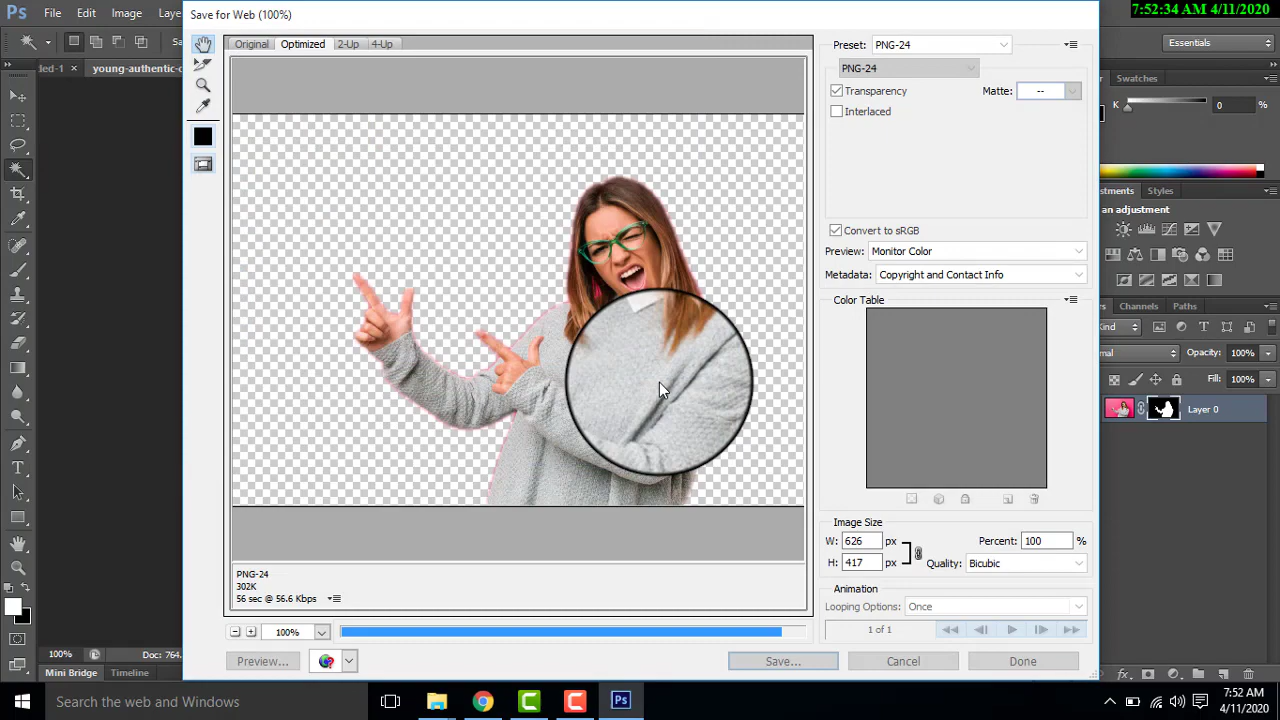 Ps File Edit Image
Save for Web (100%)
7:52:34 AM 4/11/2020
Essentials
Original Optimized 2-Up 4-Up
Preset: PNG-24
PNG-24
Transparency Matte: --
Interlaced
Convert to sRGB
Preview: Monitor Color
Metadata: Copyright and Contact Info
Color Table
Image Size
W: 626 px Percent: 100 %
H: 417 px Quality: Bicubic
Animation
Looping Options: Once
1 of 1
PNG-24
302K
56 sec @ 56.6 Kbps
100%
Preview... Save... Cancel Done
led-1 × young-authentic-c
Swatches
K 0 %
Styles
an adjustment
Channels Paths
Kind
Opacity: 100%
Fill: 100%
Layer 0
100% Doc: 764.
Mini Bridge Timeline
Search the web and Windows
Ps
7:52 AM
4/11/2020